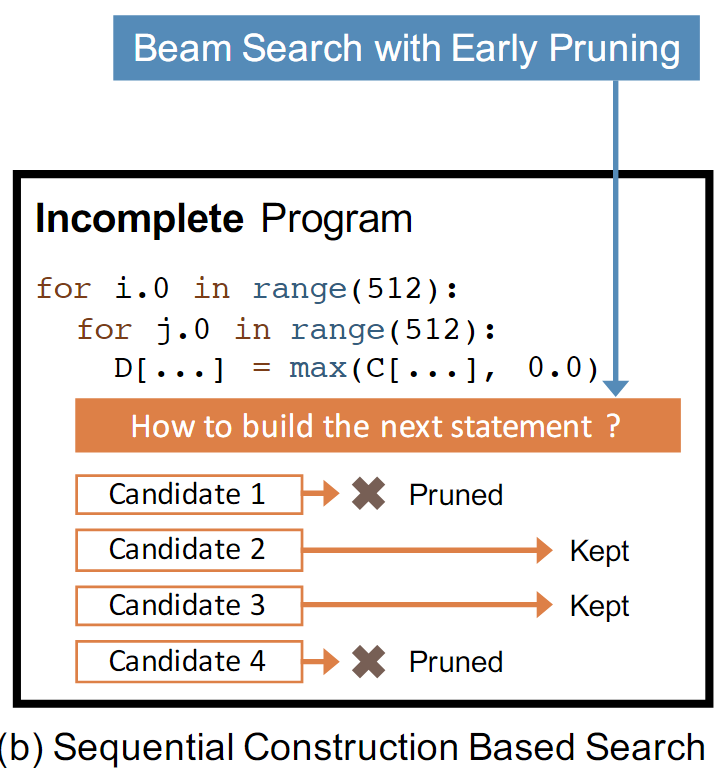 Beam Search with Early Pruning
Incomplete Program
for i.0 in range(512):
for j.0 in range(512):
D[...] = max(C[...], 0.0)
How to build the next statement ?
Candidate 1 Pruned
Candidate 2 Kept
Candidate 3 Kept
Candidate 4 Pruned
(b) Sequential Construction Based Search